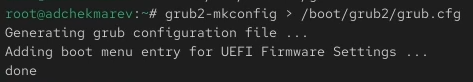 root@adchekmarev:~# grub2-mkconfig > /boot/grub2/grub.cfg
Generating grub configuration file ...
Adding boot menu entry for UEFI Firmware Settings ...
done